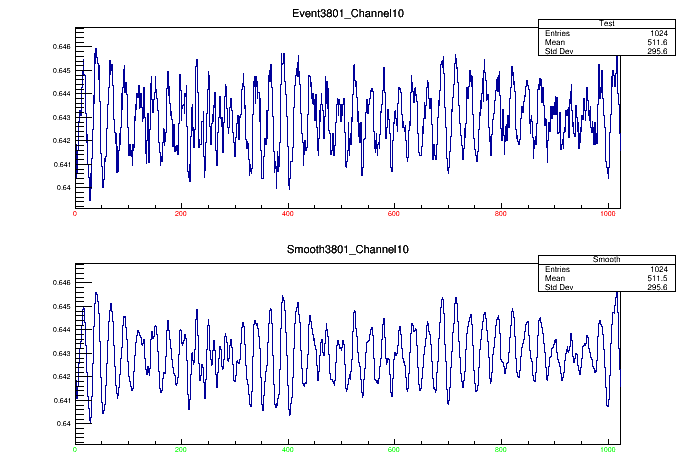 Event3801_Channel10
Test
Entries 1024
Mean 511.6
Std Dev 295.6
0.646
0.645
0.644
0.643
0.642
0.641
0.64
0 200 400 600 800 1000
Smooth3801_Channel10
Smooth
Entries 1024
Mean 511.5
Std Dev 295.6
0.646
0.645
0.644
0.643
0.642
0.641
0.64
0 200 400 600 800 1000